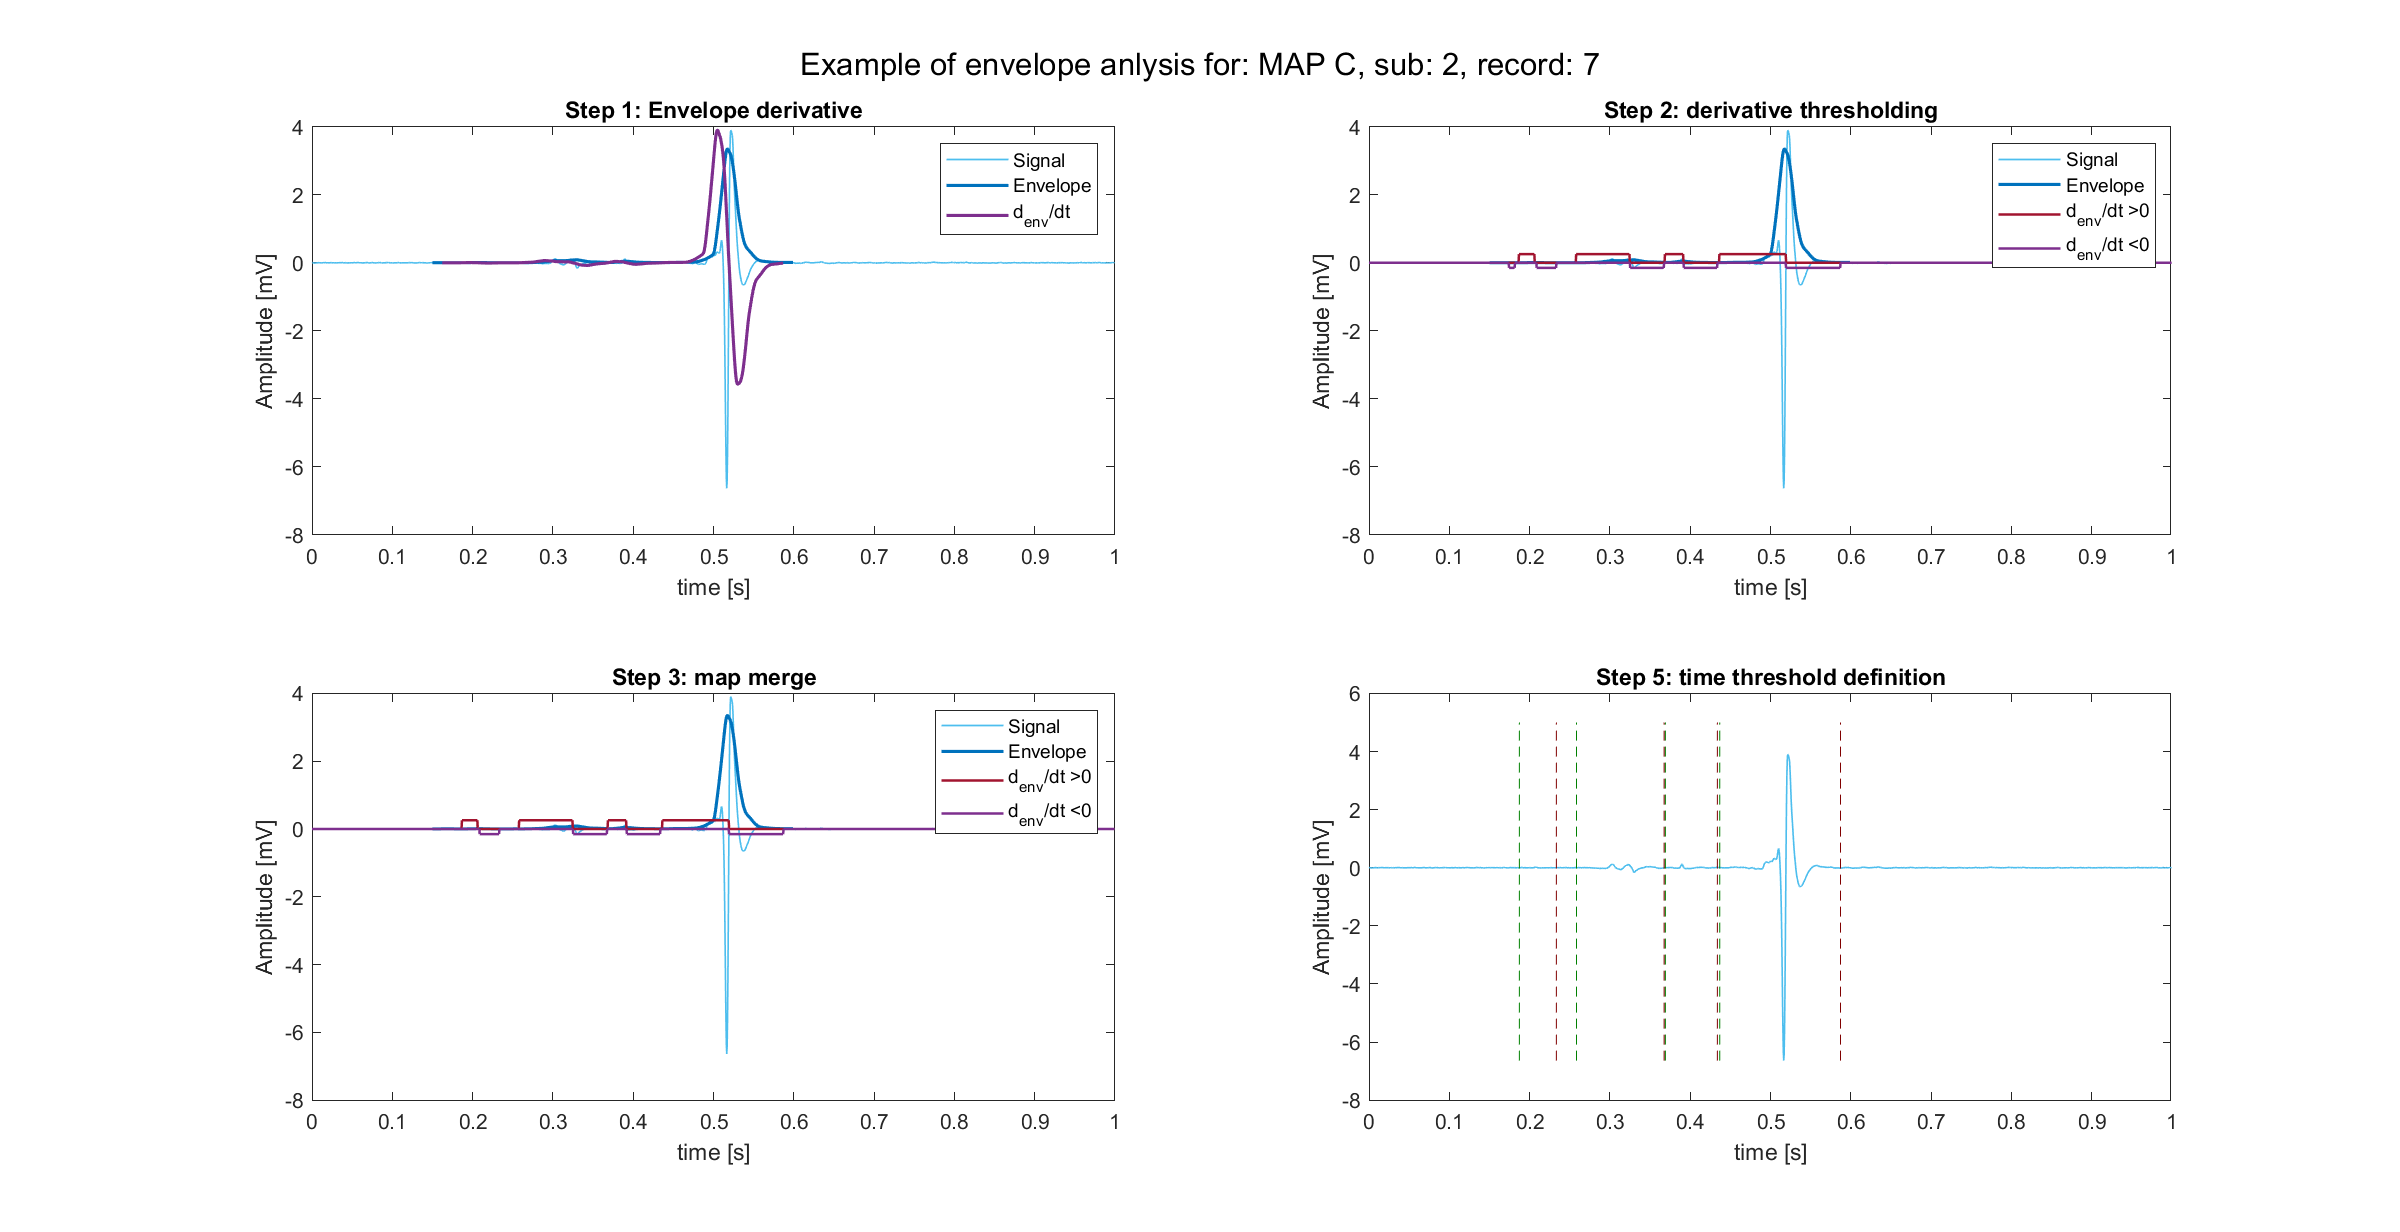 Example of envelope anlysis for: MAP C, sub: 2, record: 7
Step 1: Envelope derivative
4
2
0
-2
-4
-6
-8
Amplitude [mV]
0 0.1 0.2 0.3 0.4 0.5 0.6 0.7 0.8 0.9 1
time [s]
Signal
Envelope
d_env/dt
Step 2: derivative thresholding
4
2
0
-2
-4
-6
-8
Amplitude [mV]
0 0.1 0.2 0.3 0.4 0.5 0.6 0.7 0.8 0.9 1
time [s]
Signal
Envelope
d_env/dt >0
d_env/dt <0
Step 3: map merge
4
2
0
-2
-4
-6
-8
Amplitude [mV]
0 0.1 0.2 0.3 0.4 0.5 0.6 0.7 0.8 0.9 1
time [s]
Signal
Envelope
d_env/dt >0
d_env/dt <0
Step 5: time threshold definition
6
4
2
0
-2
-4
-6
-8
Amplitude [mV]
0 0.1 0.2 0.3 0.4 0.5 0.6 0.7 0.8 0.9 1
time [s]